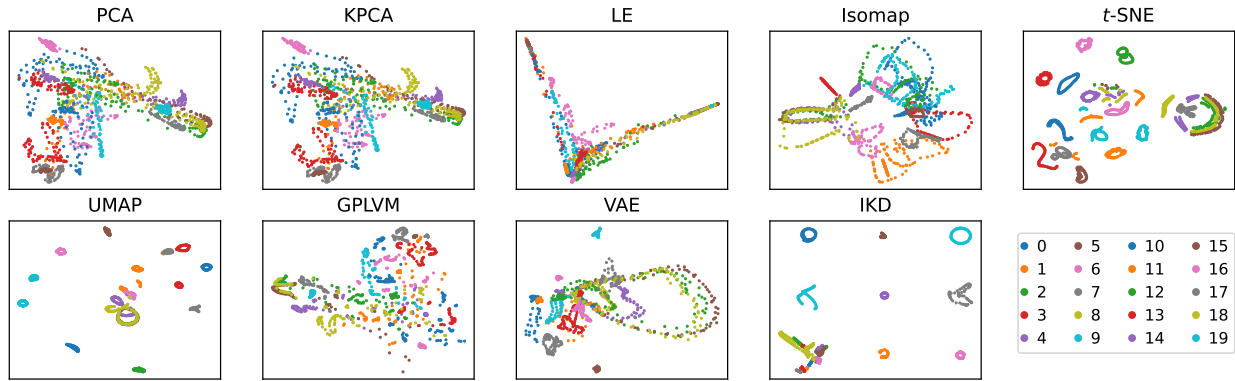 PCA KPCA LE Isomap t-SNE
UMAP GPLVM VAE IKD
0 5 10 15
1 6 11 16
2 7 12 17
3 8 13 18
4 9 14 19